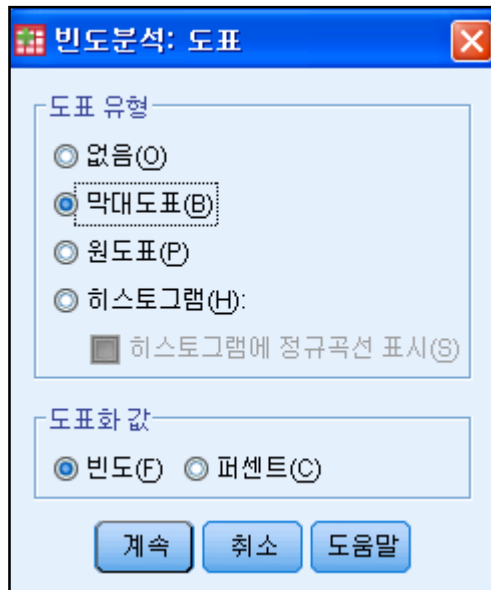 빈도분석: 도표
도표 유형
없음(O)
막대도표(B)
원도표(P)
히스토그램(H):
히스토그램에 정규곡선 표시(S)
도표화 값
빈도(F) 퍼센트(C)
계속 취소 도움말